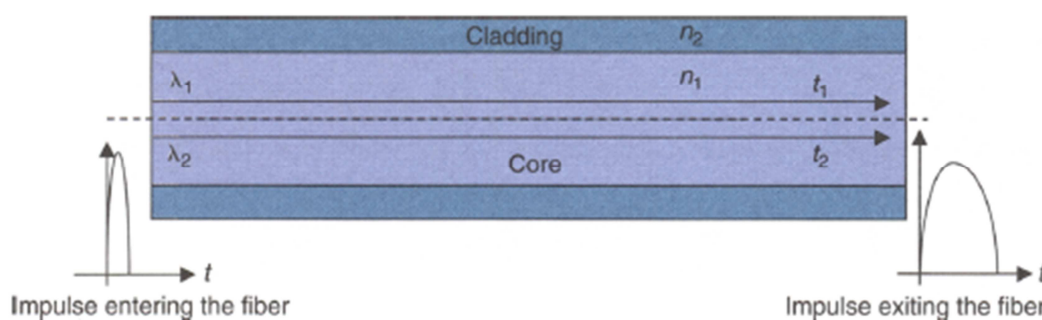 Cladding n₂
λ₁ n₁ t₁
λ₂ Core t₂
t t
Impulse entering the fiber Impulse exiting the fiber